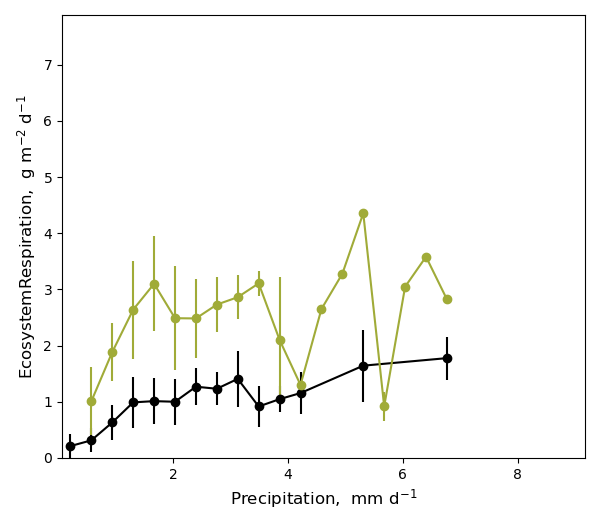 7
6
5
4
3
2
1
0
2 4 6 8
EcosystemRespiration, g m⁻² d⁻¹
Precipitation, mm d⁻¹